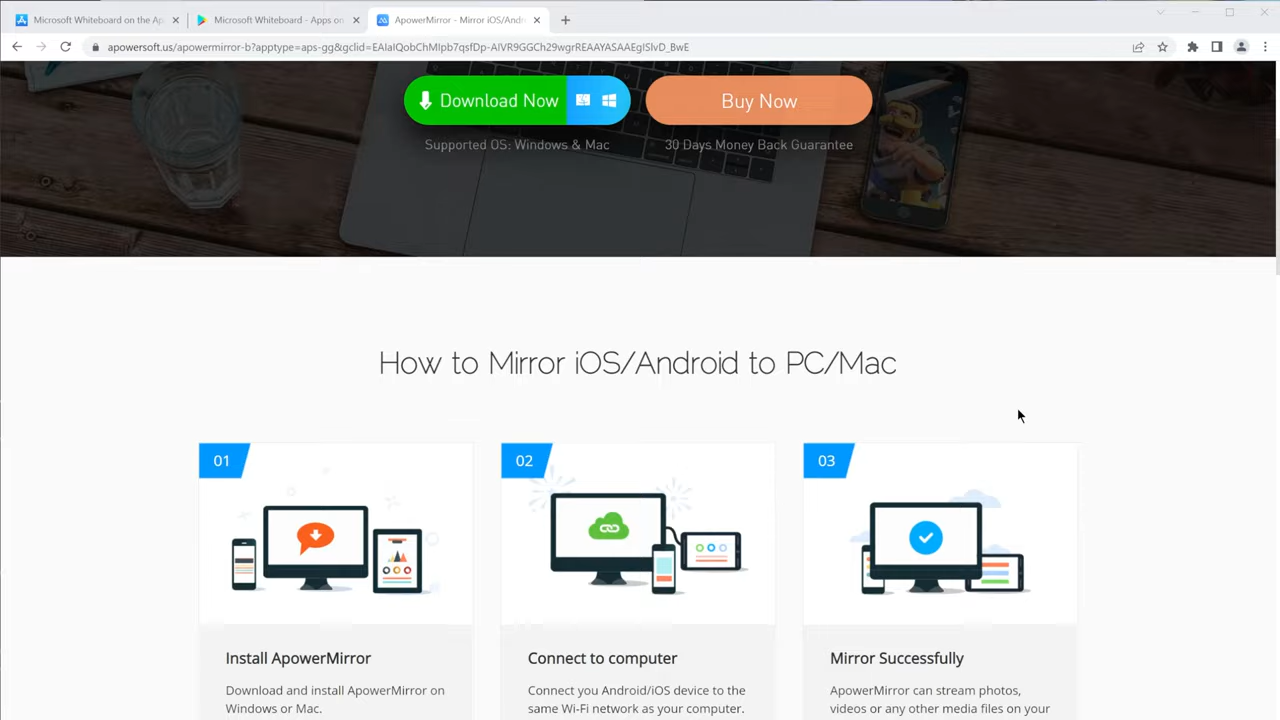 Microsoft Whiteboard on the Ap
Microsoft Whiteboard - Apps on
ApowerMirror - Mirror iOS/Andr
apowersoft.us/apowermirror-b?apptype=aps-gg&gclid=EAIaIQobChMIpb7qsfDp-AIVR9GGCh29wgrREAAYASAAEgISlvD_BwE
Download Now
Buy Now
Supported OS: Windows & Mac
30 Days Money Back Guarantee
How to Mirror iOS/Android to PC/Mac
01
02
03
Install ApowerMirror
Connect to computer
Mirror Successfully
Download and install ApowerMirror on
Windows or Mac.
Connect you Android/iOS device to the
same Wi-Fi network as your computer.
ApowerMirror can stream photos,
videos or any other media files on your